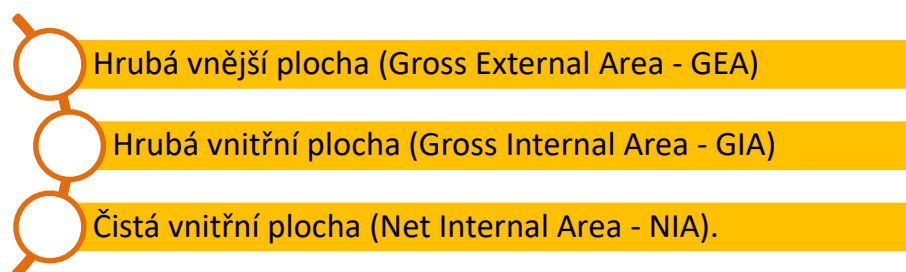 Hrubá vnější plocha (Gross External Area - GEA)
Hrubá vnitřní plocha (Gross Internal Area - GIA)
Čistá vnitřní plocha (Net Internal Area - NIA).